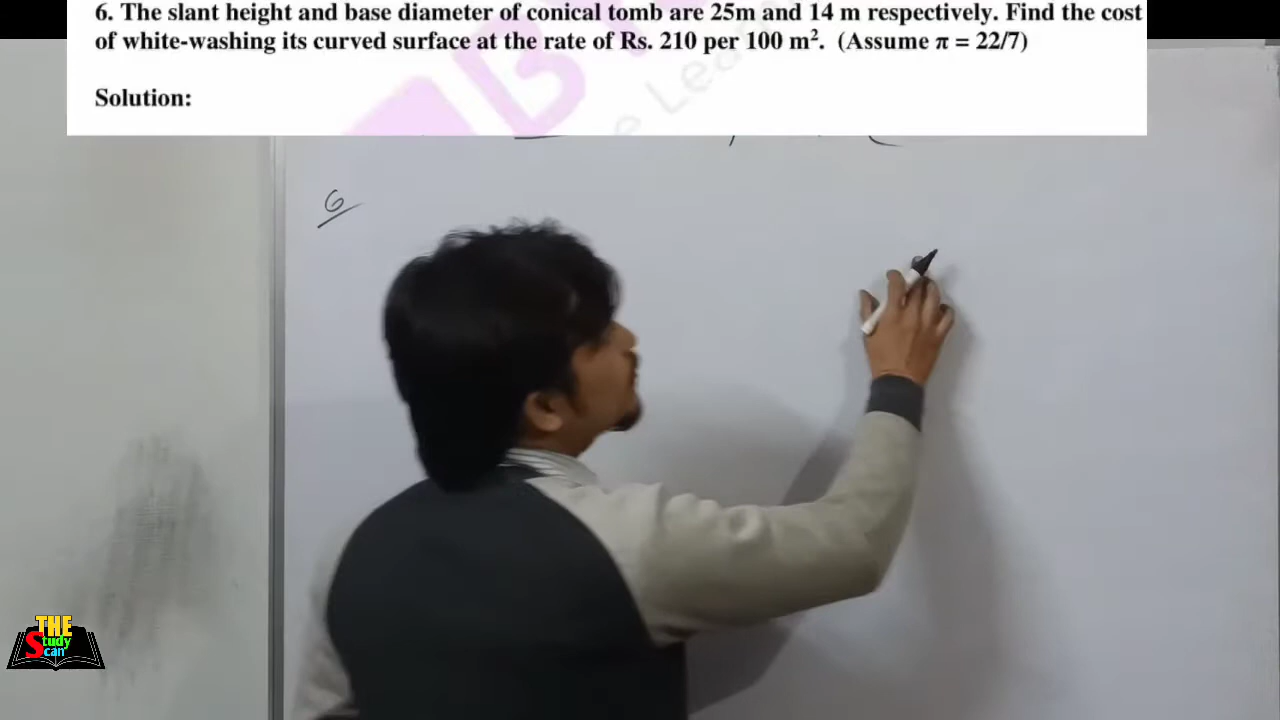 6. The slant height and base diameter of conical tomb are 25m and 14 m respectively. Find the cost
of white-washing its curved surface at the rate of Rs. 210 per 100 m². (Assume π = 22/7)
Solution:
6
THE
Study
Scan